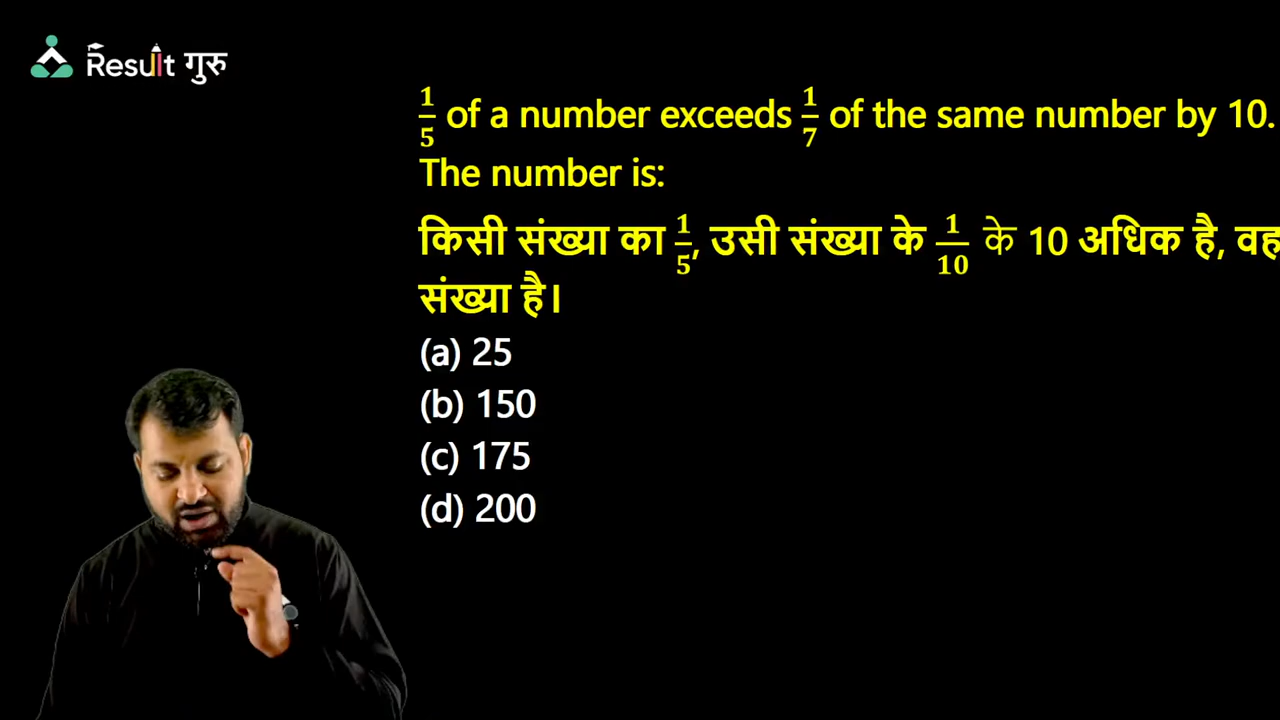 Result गुरु
1/5 of a number exceeds 1/7 of the same number by 10.
The number is:
किसी संख्या का 1/5, उसी संख्या के 1/10 के 10 अधिक है, वह
संख्या है।
(a) 25
(b) 150
(c) 175
(d) 200